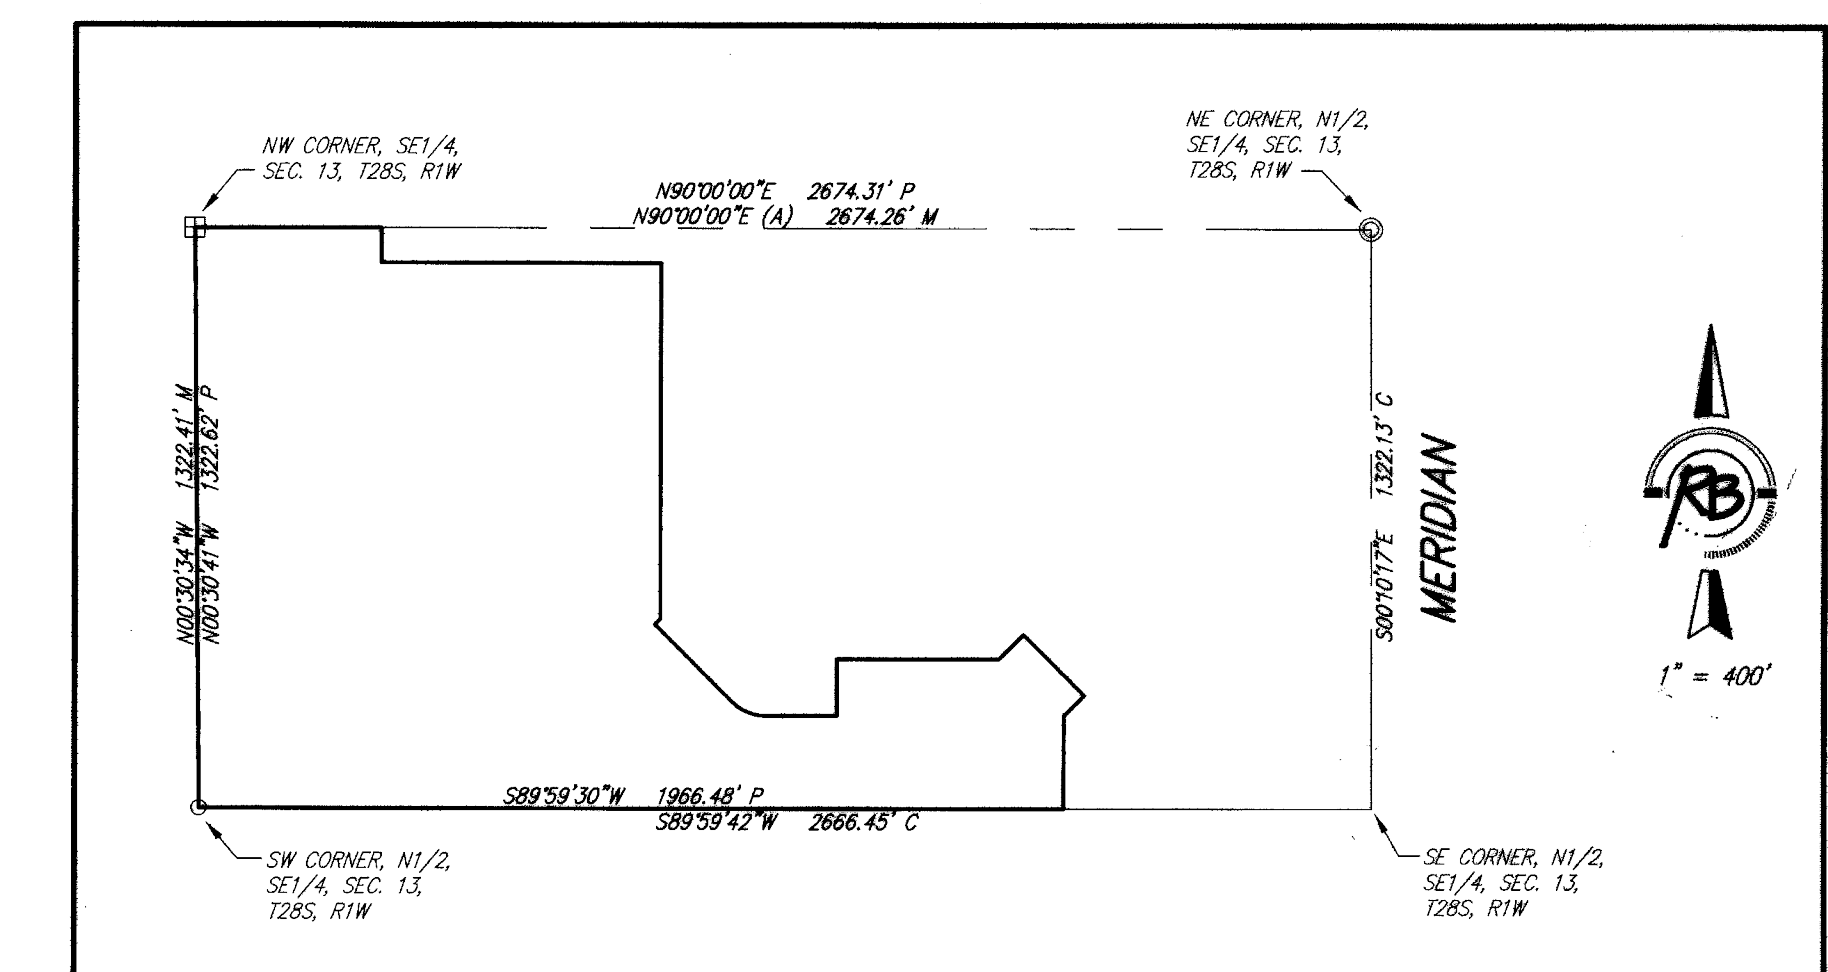 NW CORNER, SE1/4,
SEC. 13, T28S, R1W
NE CORNER, N1/2,
SE1/4, SEC. 13,
T28S, R1W
N90°00'00"E 2674.31' P
N90°00'00"E (A) 2674.26' M
N00°30'34"W 1322.41' M
N00°30'41"W 1322.62' P
S00°10'17"E 1322.13' C
MERIDIAN
RB
1" = 400'
S89°59'30"W 1966.48' P
S89°59'42"W 2666.45' C
SW CORNER, N1/2,
SE1/4, SEC. 13,
T28S, R1W
SE CORNER, N1/2,
SE1/4, SEC. 13,
T28S, R1W